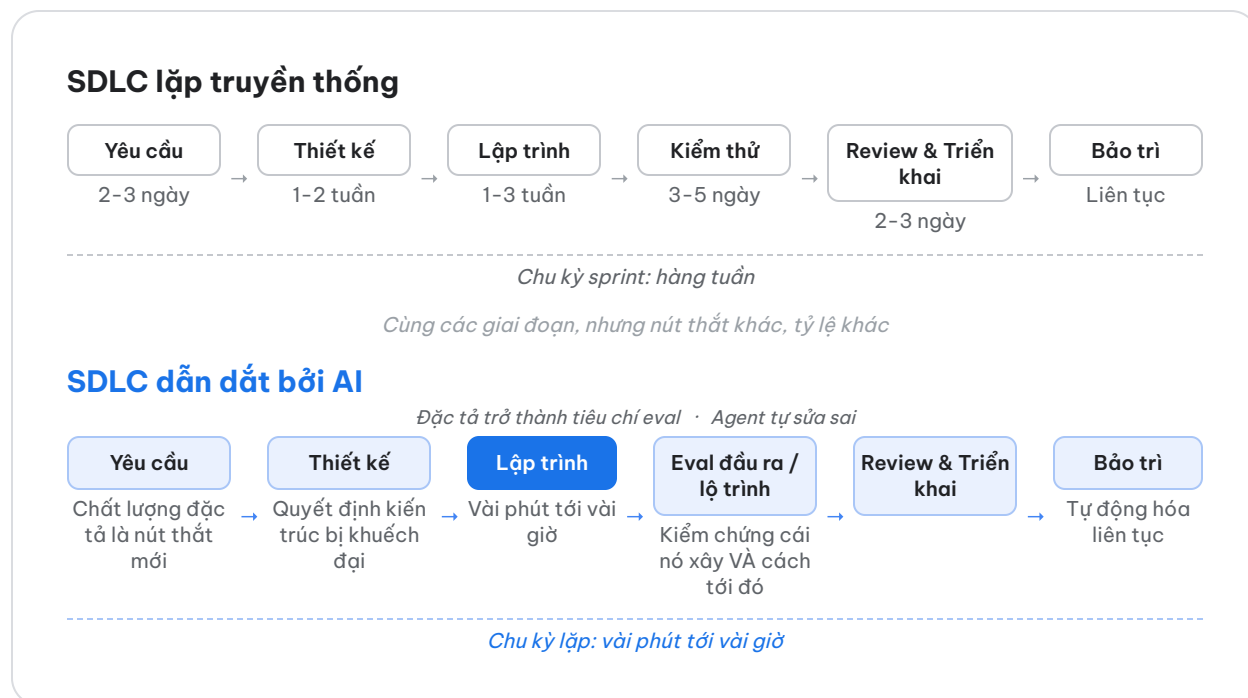 SDLC lặp truyền thống
Yêu cầu
2-3 ngày
→
Thiết kế
1-2 tuần
→
Lập trình
1-3 tuần
→
Kiểm thử
3-5 ngày
→
Review & Triển
khai
2-3 ngày
→
Bảo trì
Liên tục
Chu kỳ sprint: hàng tuần
Cùng các giai đoạn, nhưng nút thắt khác, tỷ lệ khác
SDLC dẫn dắt bởi AI
Đặc tả trở thành tiêu chí eval · Agent tự sửa sai
Yêu cầu
Chất lượng đặc
tả là nút thắt
mới
→
Thiết kế
Quyết định kiến
trúc bị khuếch
đại
→
Lập trình
Vài phút tới vài
giờ
→
Eval đầu ra /
lộ trình
Kiểm chứng cái
nó xây VÀ cách
tới đó
→
Review & Triển
khai
→
Bảo trì
Tự động hóa
liên tục
Chu kỳ lặp: vài phút tới vài giờ